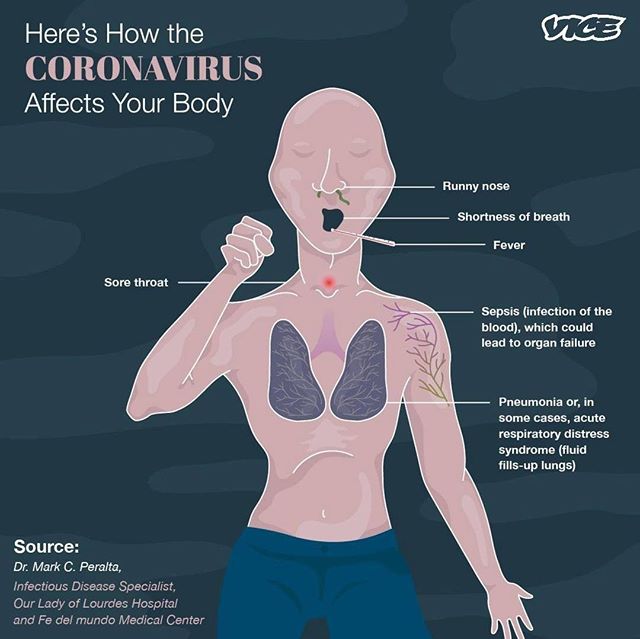 Here's How the
CORONAVIRUS
Affects Your Body
VICE
Runny nose
Shortness of breath
Fever
Sore throat
Sepsis (infection of the
blood), which could
lead to organ failure
Pneumonia or, in
some cases, acute
respiratory distress
syndrome (fluid
fills-up lungs)
Source:
Dr. Mark C. Peralta,
Infectious Disease Specialist,
Our Lady of Lourdes Hospital
and Fe del mundo Medical Center